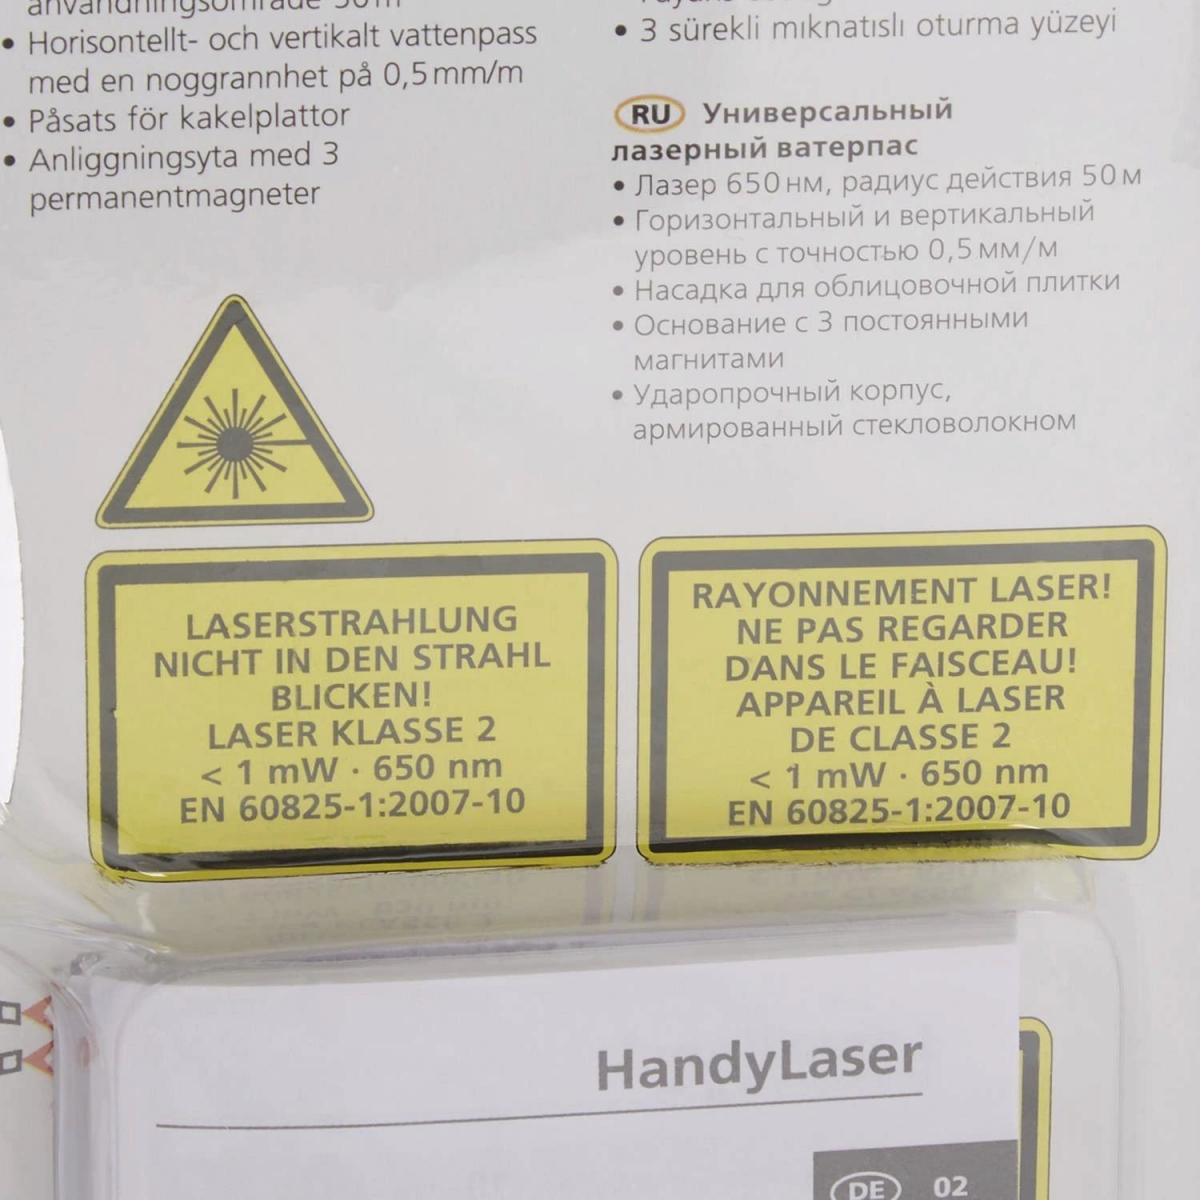 användningsområde 50 m
• Horisontellt- och vertikalt vattenpass
med en noggrannhet på 0,5 mm/m
• Påsats för kakelplattor
• Anliggningsyta med 3
permanentmagneter
• 3 sürekli mıknatıslı oturma yüzeyi
RU Универсальный
лазерный ватерпас
• Лазер 650 нм, радиус действия 50 м
• Горизонтальный и вертикальный
уровень с точностью 0,5 мм/м
• Насадка для облицовочной плитки
• Основание с 3 постоянными
магнитами
• Ударопрочный корпус,
армированный стекловолокном
LASERSTRAHLUNG
NICHT IN DEN STRAHL
BLICKEN!
LASER KLASSE 2
< 1 mW · 650 nm
EN 60825-1:2007-10
RAYONNEMENT LASER!
NE PAS REGARDER
DANS LE FAISCEAU!
APPAREIL À LASER
DE CLASSE 2
< 1 mW · 650 nm
EN 60825-1:2007-10
HandyLaser
DE 02